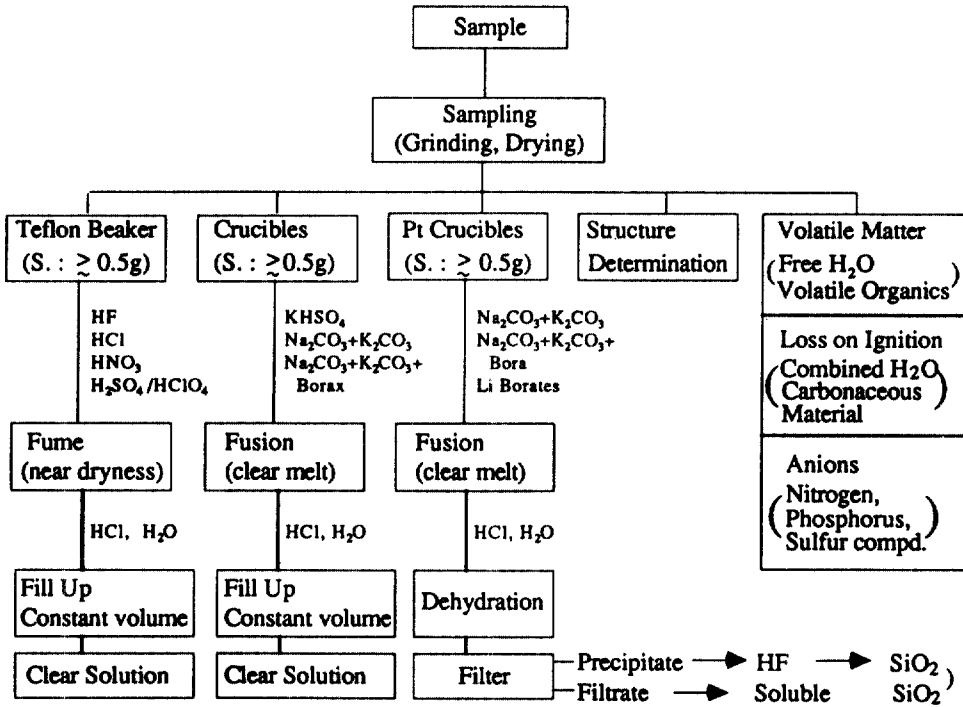 Sample
Sampling
(Grinding, Drying)
Teflon Beaker
(S. : ≳ 0.5g)
HF
HCl
HNO₃
H₂SO₄/HClO₄
Fume
(near dryness)
HCl, H₂O
Fill Up
Constant volume
Clear Solution
Crucibles
(S. : ≳0.5g)
KHSO₄
Na₂CO₃+K₂CO₃
Na₂CO₃+K₂CO₃+
Borax
Fusion
(clear melt)
HCl, H₂O
Fill Up
Constant volume
Clear Solution
Pt Crucibles
(S. : ≳ 0.5g)
Na₂CO₃+K₂CO₃
Na₂CO₃+K₂CO₃+
Bora
Li Borates
Fusion
(clear melt)
HCl, H₂O
Dehydration
Filter
Precipitate → HF → SiO₂
Filtrate → Soluble SiO₂ )
Structure
Determination
Volatile Matter
(Free H₂O
Volatile Organics)
Loss on Ignition
(Combined H₂O
Carbonaceous
Material)
Anions
(Nitrogen,
Phosphorus,
Sulfur compd.)